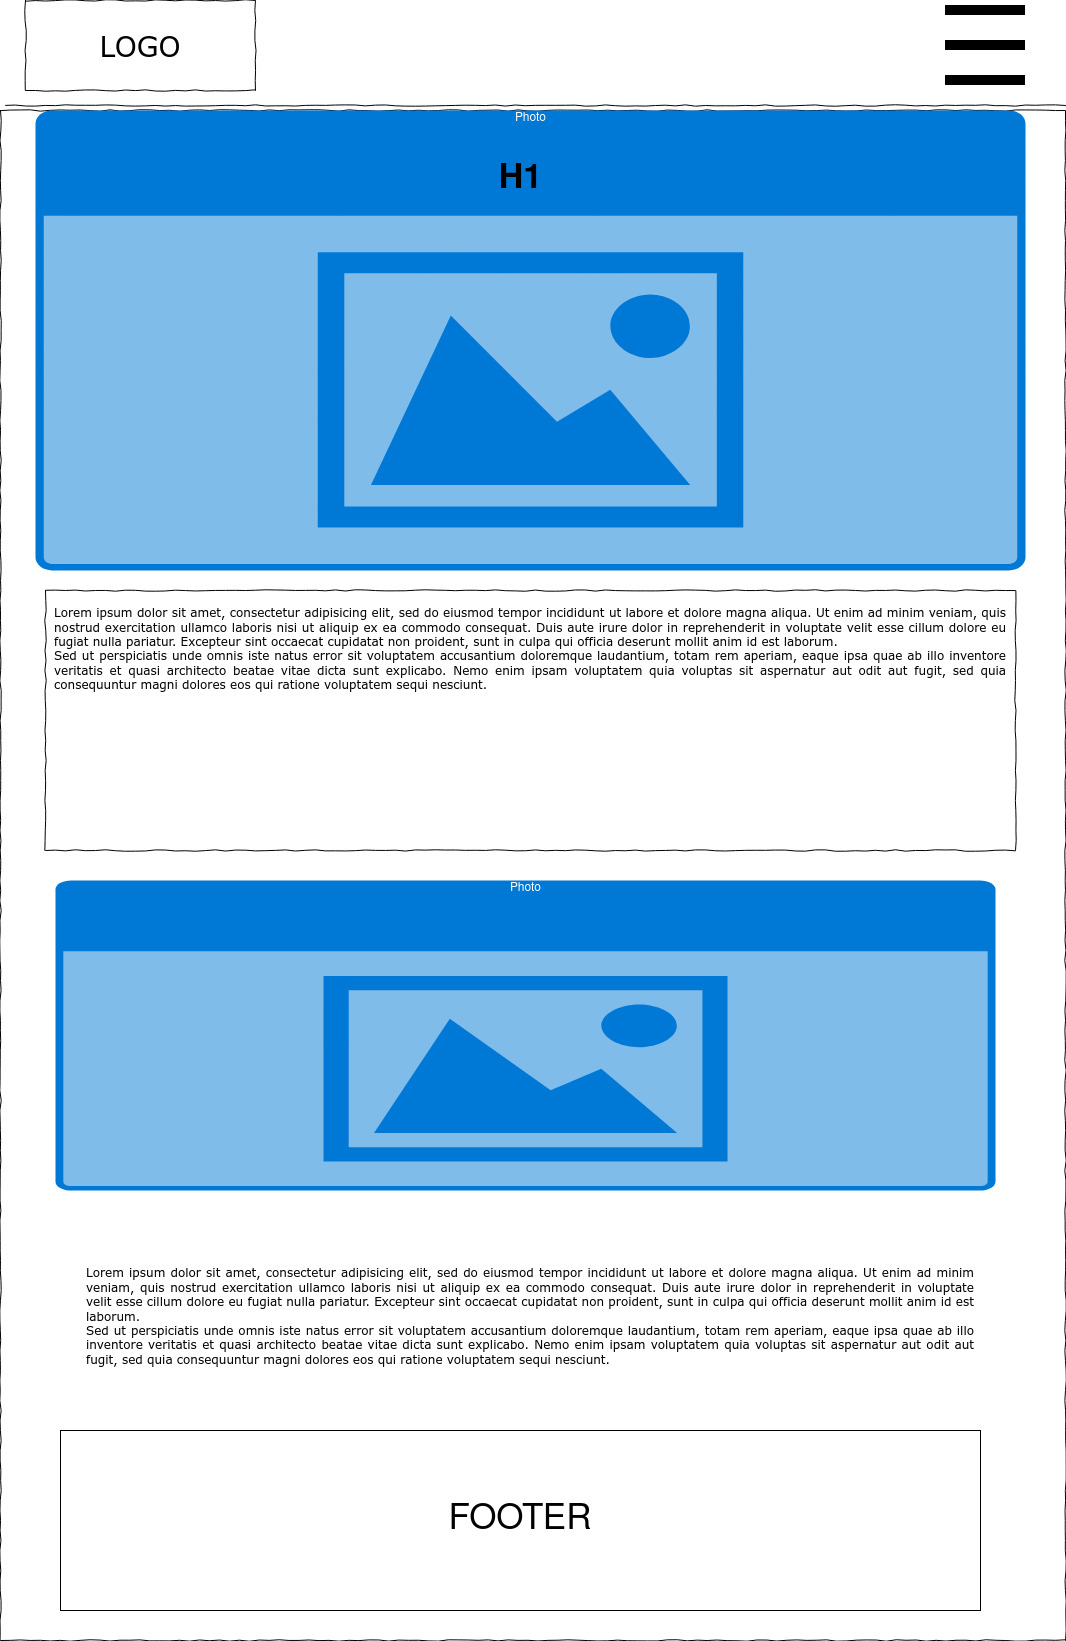 LOGO
Photo
H1
Lorem ipsum dolor sit amet, consectetur adipisicing elit, sed do eiusmod tempor incididunt ut labore et dolore magna aliqua. Ut enim ad minim veniam, quis
nostrud exercitation ullamco laboris nisi ut aliquip ex ea commodo consequat. Duis aute irure dolor in reprehenderit in voluptate velit esse cillum dolore eu
fugiat nulla pariatur. Excepteur sint occaecat cupidatat non proident, sunt in culpa qui officia deserunt mollit anim id est laborum.
Sed ut perspiciatis unde omnis iste natus error sit voluptatem accusantium doloremque laudantium, totam rem aperiam, eaque ipsa quae ab illo inventore
veritatis et quasi architecto beatae vitae dicta sunt explicabo. Nemo enim ipsam voluptatem quia voluptas sit aspernatur aut odit aut fugit, sed quia
consequuntur magni dolores eos qui ratione voluptatem sequi nesciunt.
Photo
Lorem ipsum dolor sit amet, consectetur adipisicing elit, sed do eiusmod tempor incididunt ut labore et dolore magna aliqua. Ut enim ad minim
veniam, quis nostrud exercitation ullamco laboris nisi ut aliquip ex ea commodo consequat. Duis aute irure dolor in reprehenderit in voluptate
velit esse cillum dolore eu fugiat nulla pariatur. Excepteur sint occaecat cupidatat non proident, sunt in culpa qui officia deserunt mollit anim id est
laborum.
Sed ut perspiciatis unde omnis iste natus error sit voluptatem accusantium doloremque laudantium, totam rem aperiam, eaque ipsa quae ab illo
inventore veritatis et quasi architecto beatae vitae dicta sunt explicabo. Nemo enim ipsam voluptatem quia voluptas sit aspernatur aut odit aut
fugit, sed quia consequuntur magni dolores eos qui ratione voluptatem sequi nesciunt.
FOOTER